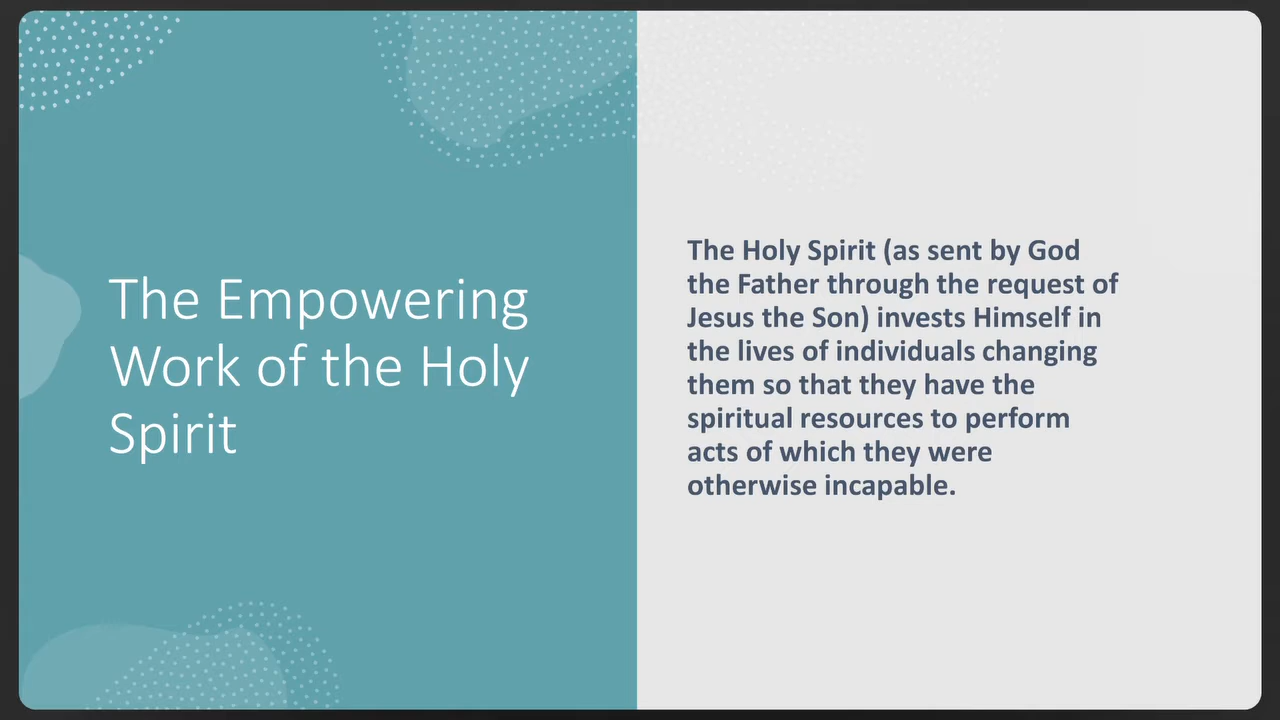 The Empowering
Work of the Holy
Spirit
The Holy Spirit (as sent by God
the Father through the request of
Jesus the Son) invests Himself in
the lives of individuals changing
them so that they have the
spiritual resources to perform
acts of which they were
otherwise incapable.